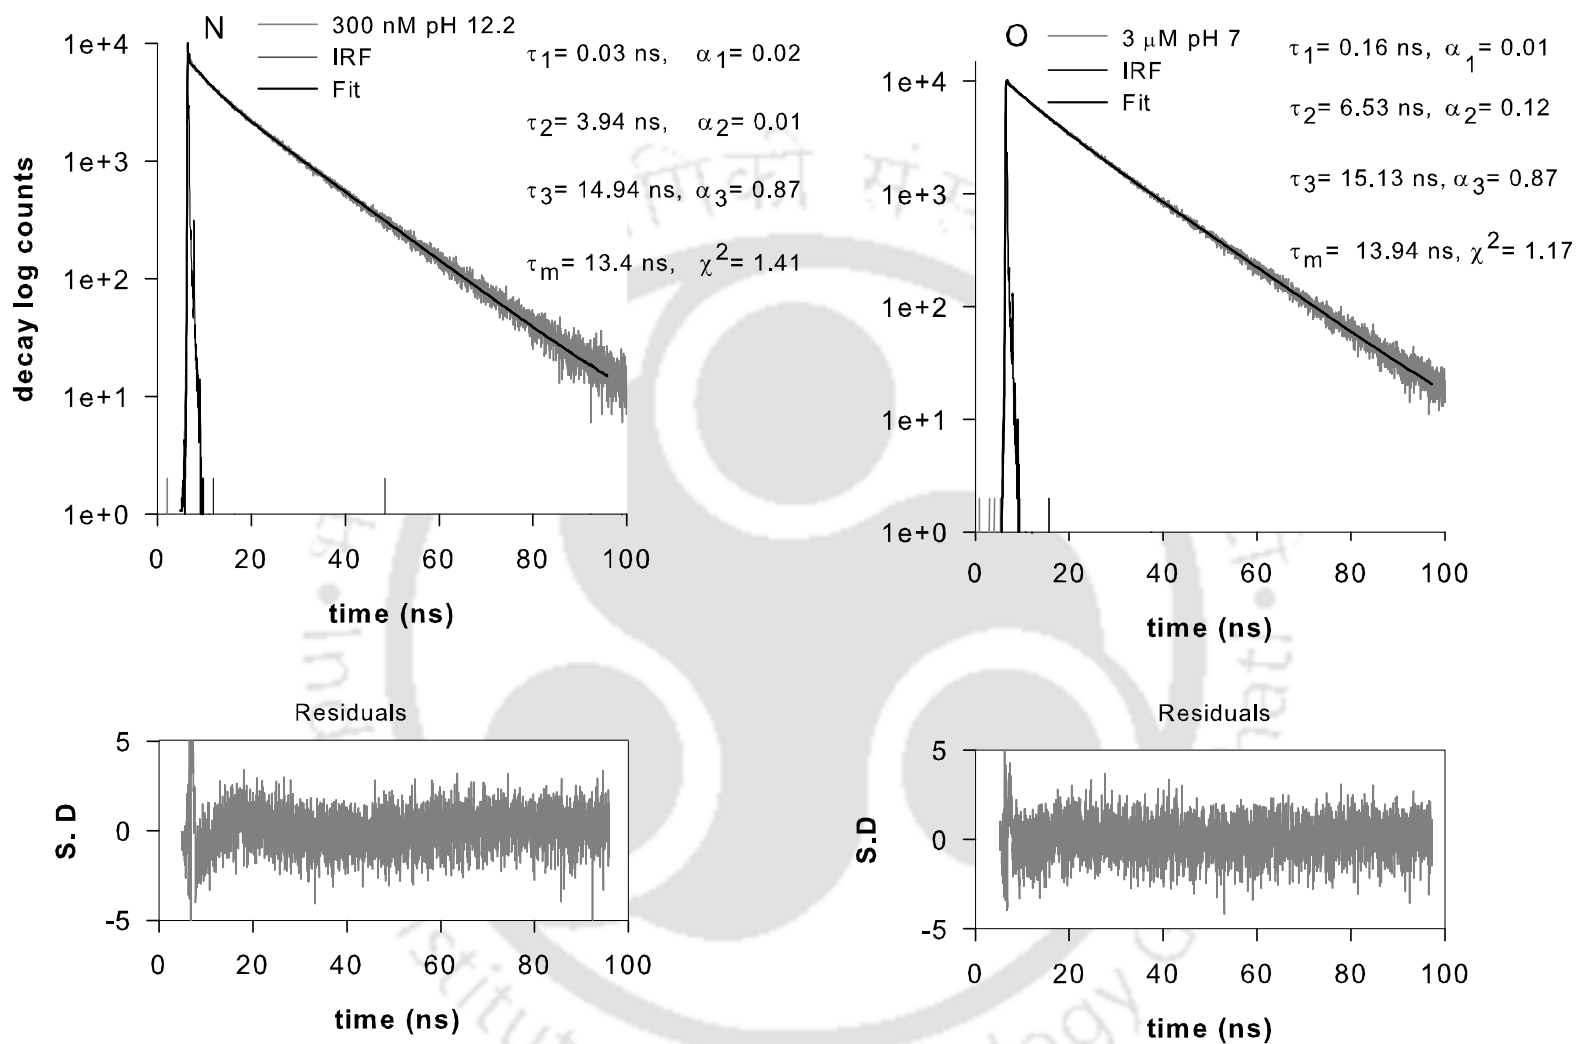 N
300 nM pH 12.2
IRF
Fit
τ1= 0.03 ns, α1= 0.02
τ2= 3.94 ns, α2= 0.01
τ3= 14.94 ns, α3= 0.87
τm= 13.4 ns, χ2= 1.41
decay log counts
1e+4
1e+3
1e+2
1e+1
1e+0
0 20 40 60 80 100
time (ns)
Residuals
S.D
5
0
-5
0 20 40 60 80 100
time (ns)
O
3 μM pH 7
IRF
Fit
τ1= 0.16 ns, α1= 0.01
τ2= 6.53 ns, α2= 0.12
τ3= 15.13 ns, α3= 0.87
τm= 13.94 ns, χ2= 1.17
1e+4
1e+3
1e+2
1e+1
1e+0
0 20 40 60 80 100
time (ns)
Residuals
S.D
5
0
-5
0 20 40 60 80 100
time (ns)